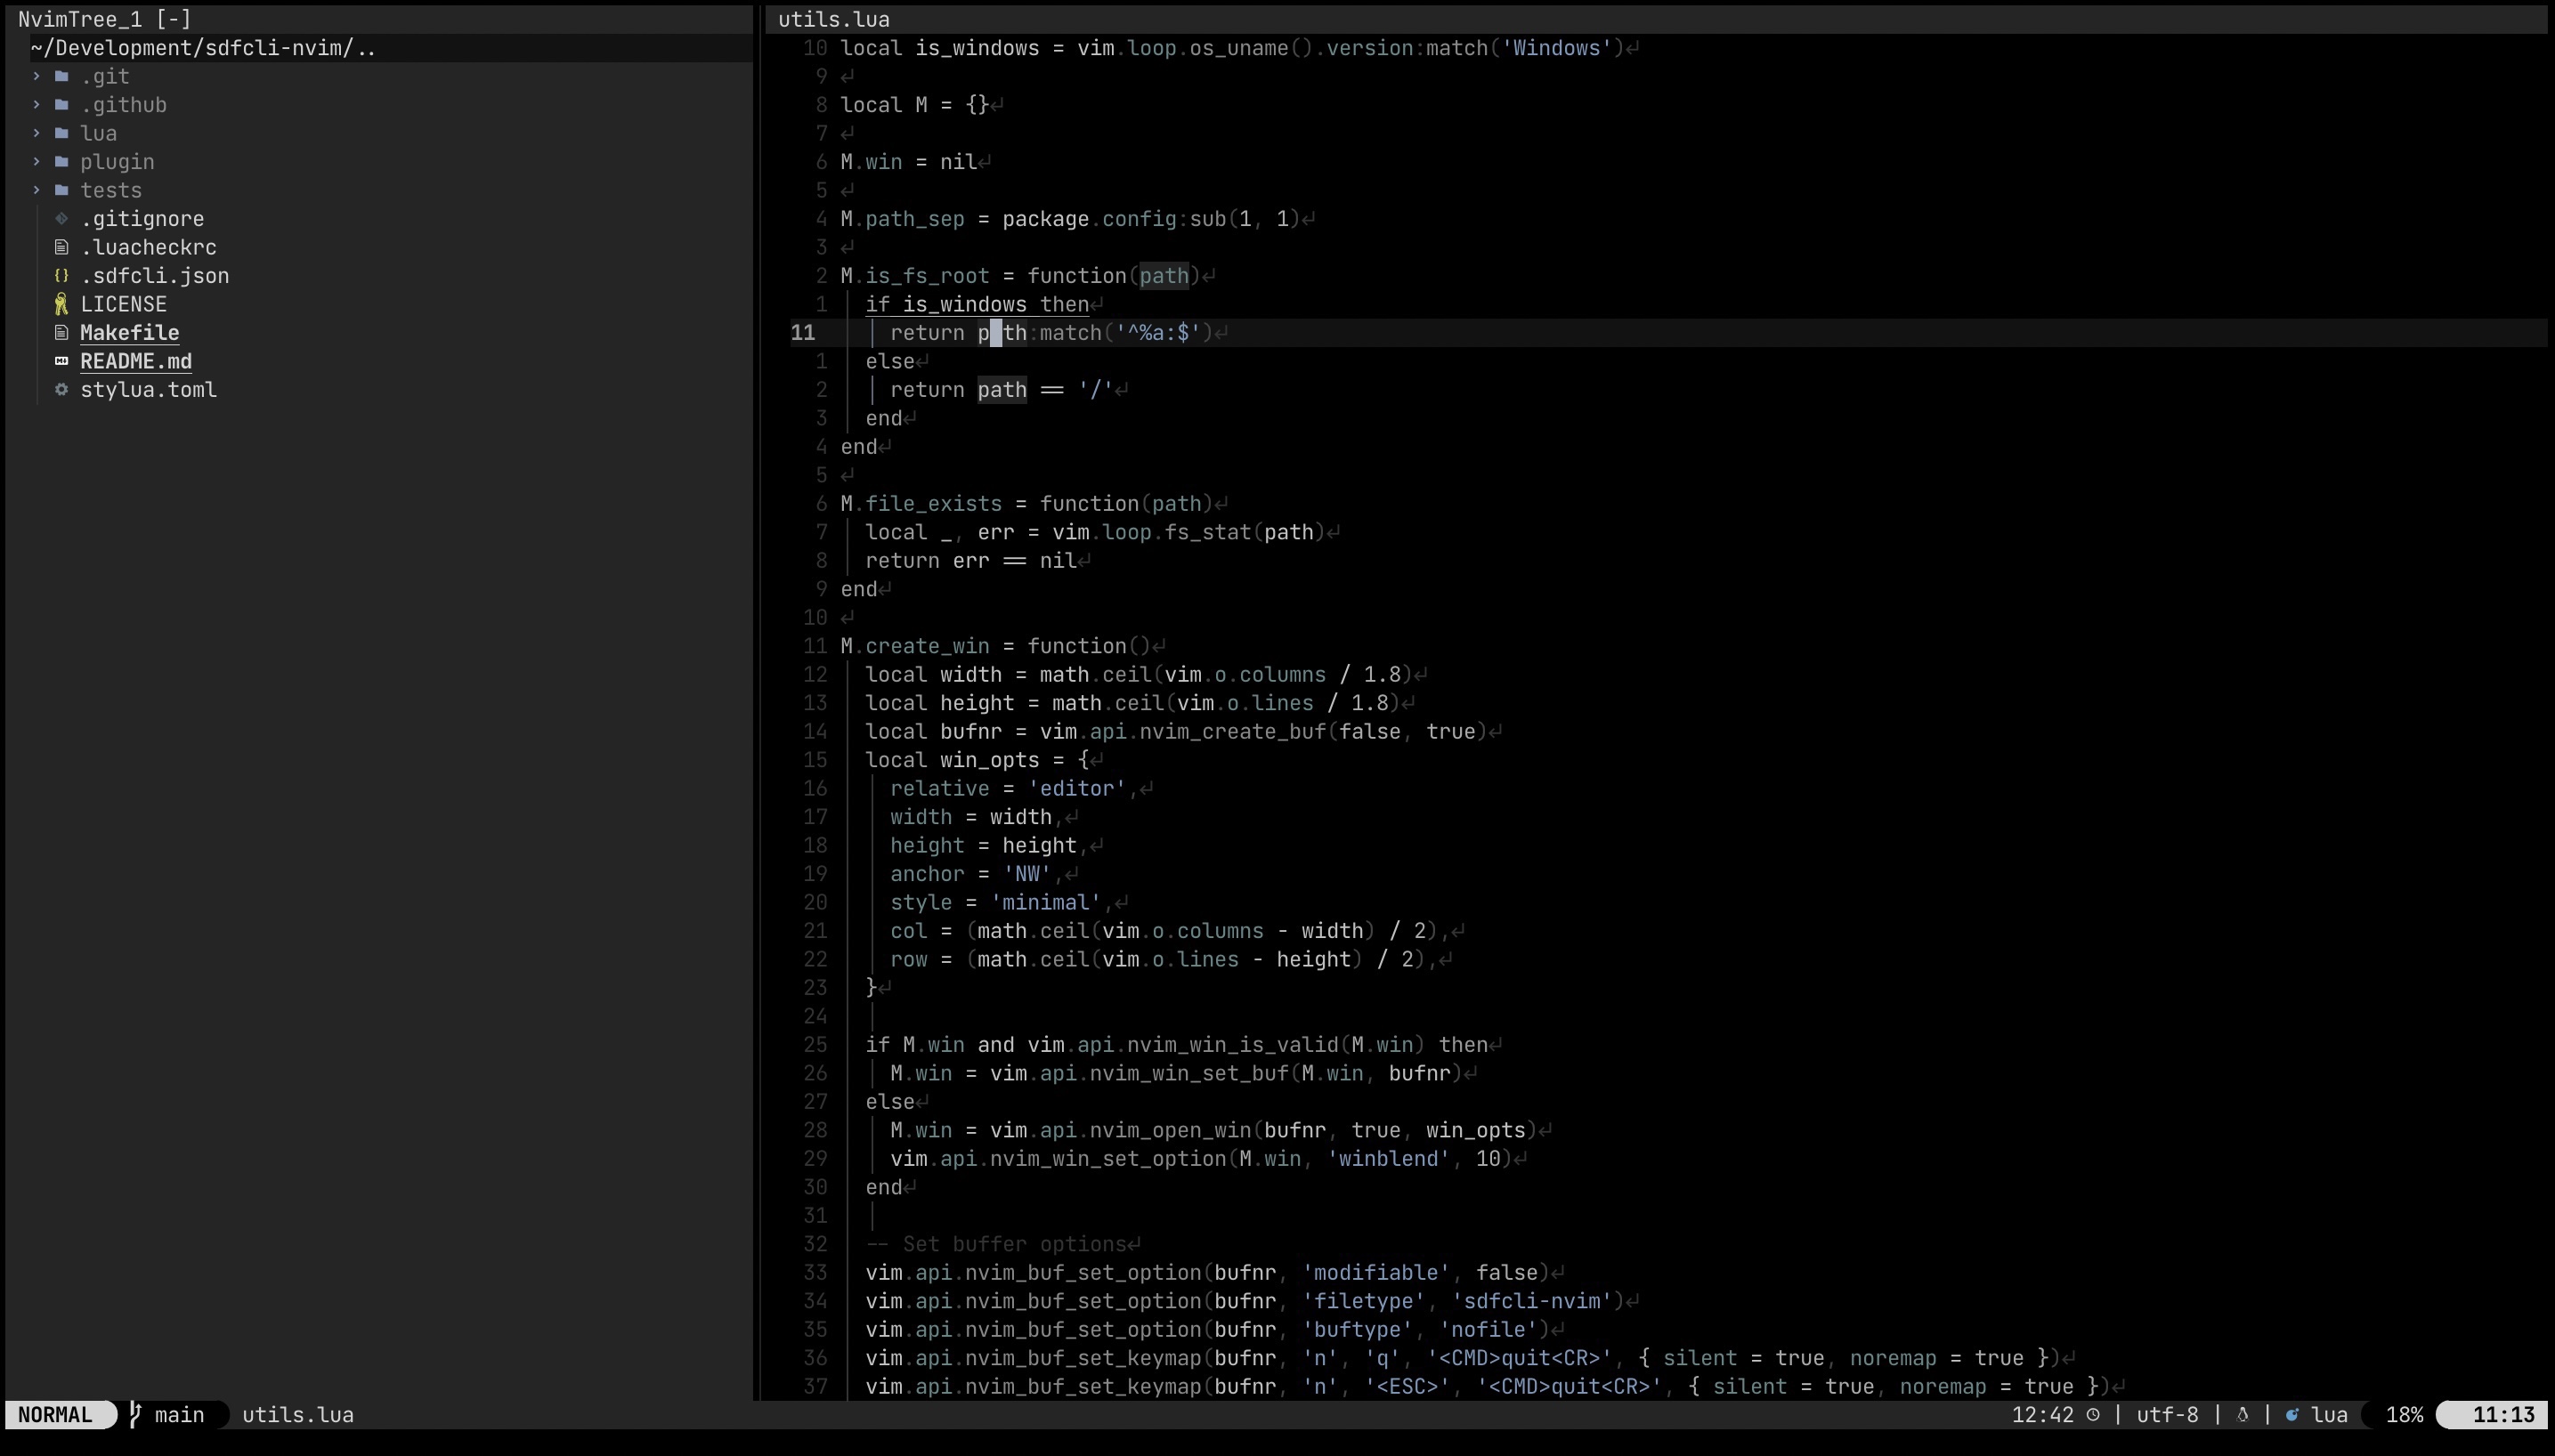 NvimTree_1 [-]
~/Development/sdfcli-nvim/..
.git
.github
lua
plugin
tests
.gitignore
.luacheckrc
{} .sdfcli.json
LICENSE
Makefile
README.md
stylua.toml
utils.lua
10 local is_windows = vim.loop.os_uname().version:match('Windows')↵
9 ↵
8 local M = {}↵
7 ↵
6 M.win = nil↵
5 ↵
4 M.path_sep = package.config:sub(1, 1)↵
3 ↵
2 M.is_fs_root = function(path)↵
1 if is_windows then↵
11 return path:match('^%a:$')↵
1 else↵
2 return path == '/'↵
3 end↵
4 end↵
5 ↵
6 M.file_exists = function(path)↵
7 local _, err = vim.loop.fs_stat(path)↵
8 return err == nil↵
9 end↵
10 ↵
11 M.create_win = function()↵
12 local width = math.ceil(vim.o.columns / 1.8)↵
13 local height = math.ceil(vim.o.lines / 1.8)↵
14 local bufnr = vim.api.nvim_create_buf(false, true)↵
15 local win_opts = {↵
16 relative = 'editor',↵
17 width = width,↵
18 height = height,↵
19 anchor = 'NW',↵
20 style = 'minimal',↵
21 col = (math.ceil(vim.o.columns - width) / 2),↵
22 row = (math.ceil(vim.o.lines - height) / 2),↵
23 }↵
24
25 if M.win and vim.api.nvim_win_is_valid(M.win) then↵
26 M.win = vim.api.nvim_win_set_buf(M.win, bufnr)↵
27 else↵
28 M.win = vim.api.nvim_open_win(bufnr, true, win_opts)↵
29 vim.api.nvim_win_set_option(M.win, 'winblend', 10)↵
30 end↵
31
32 -- Set buffer options↵
33 vim.api.nvim_buf_set_option(bufnr, 'modifiable', false)↵
34 vim.api.nvim_buf_set_option(bufnr, 'filetype', 'sdfcli-nvim')↵
35 vim.api.nvim_buf_set_option(bufnr, 'buftype', 'nofile')↵
36 vim.api.nvim_buf_set_keymap(bufnr, 'n', 'q', '<CMD>quit<CR>', { silent = true, noremap = true })↵
37 vim.api.nvim_buf_set_keymap(bufnr, 'n', '<ESC>', '<CMD>quit<CR>', { silent = true, noremap = true })↵
NORMAL main utils.lua 12:42 | utf-8 | | lua 18% 11:13